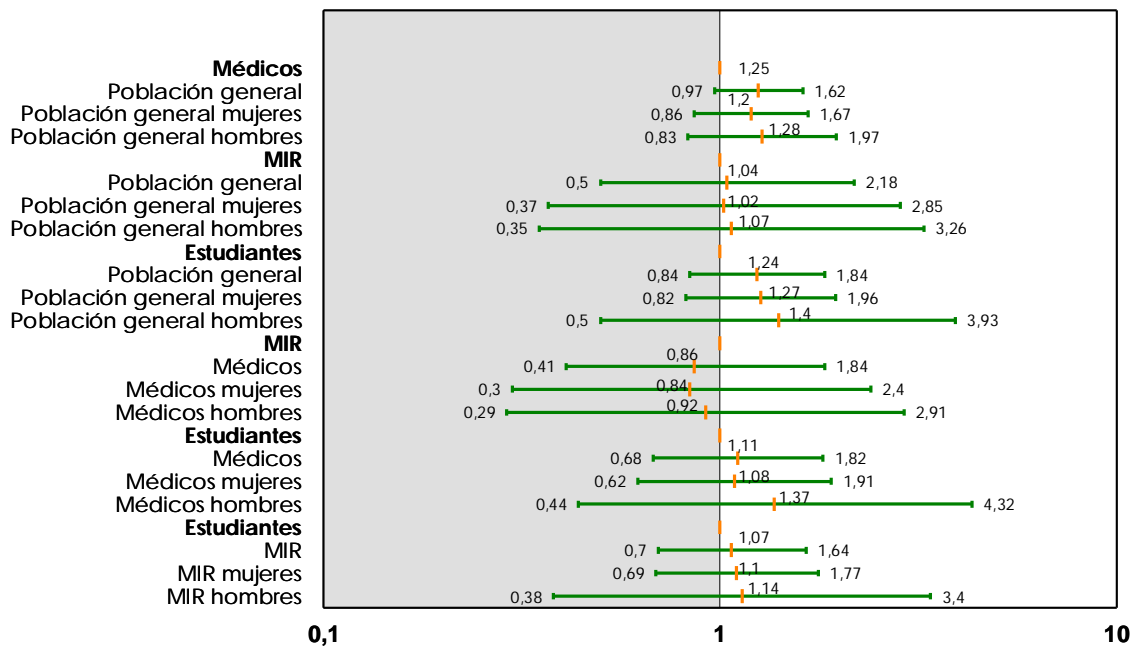 Médicos 1,25
Población general 0,97 1,62
Población general mujeres 0,86 1,2 1,67
Población general hombres 0,83 1,28 1,97
MIR
Población general 0,5 1,04 2,18
Población general mujeres 0,37 1,02 2,85
Población general hombres 0,35 1,07 3,26
Estudiantes
Población general 0,84 1,24 1,84
Población general mujeres 0,82 1,27 1,96
Población general hombres 0,5 1,4 3,93
MIR
Médicos 0,41 0,86 1,84
Médicos mujeres 0,3 0,84 2,4
Médicos hombres 0,29 0,92 2,91
Estudiantes
Médicos 0,68 1,11 1,82
Médicos mujeres 0,62 1,08 1,91
Médicos hombres 0,44 1,37 4,32
Estudiantes
MIR 0,7 1,07 1,64
MIR mujeres 0,69 1,1 1,77
MIR hombres 0,38 1,14 3,4
0,1 1 10